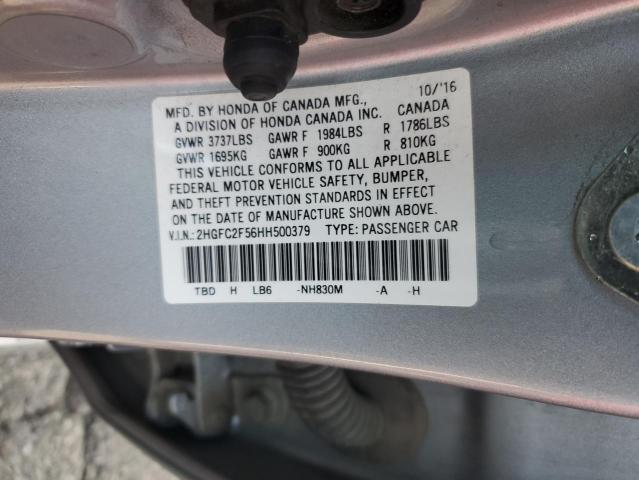 10/'16
MFD. BY HONDA OF CANADA MFG.,
A DIVISION OF HONDA CANADA INC. CANADA
GVWR 3737LBS GAWR F 1984LBS R 1786LBS
GVWR 1695KG GAWR F 900KG R 810KG
THIS VEHICLE CONFORMS TO ALL APPLICABLE
FEDERAL MOTOR VEHICLE SAFETY, BUMPER,
AND THEFT PREVENTION STANDARDS IN EFFECT
ON THE DATE OF MANUFACTURE SHOWN ABOVE.
V.I.N.: 2HGFC2F56HH500379 TYPE: PASSENGER CAR
TBD H LB6 -NH830M -A -H